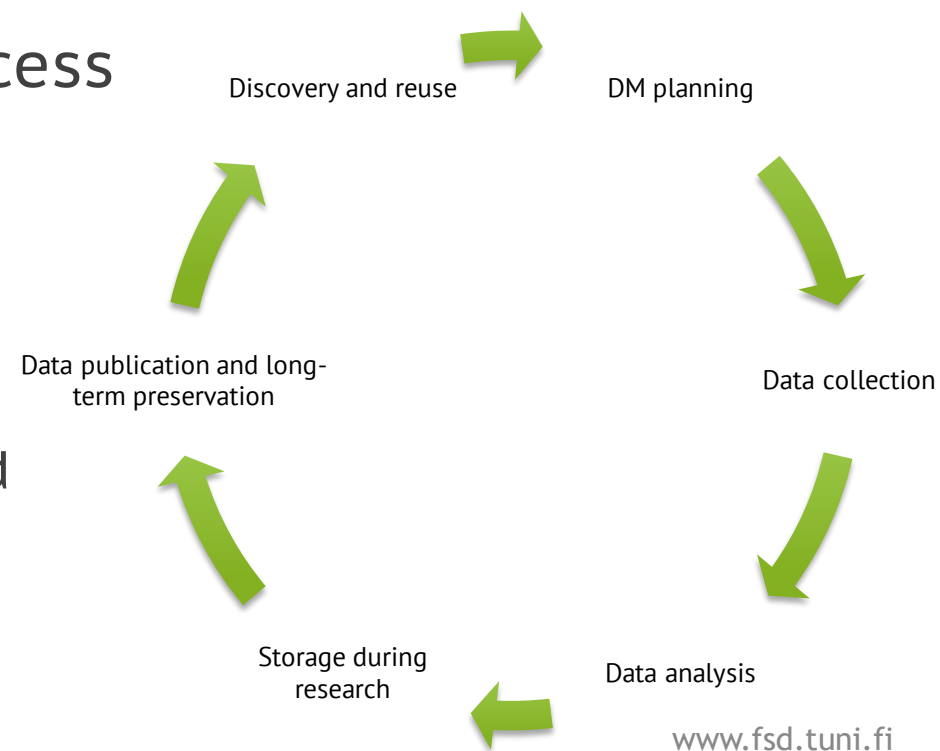 cess
Discovery and reuse
DM planning
Data publication and long-
term preservation
Data collection
d
Storage during
research
Data analysis
www.fsd.tuni.fi